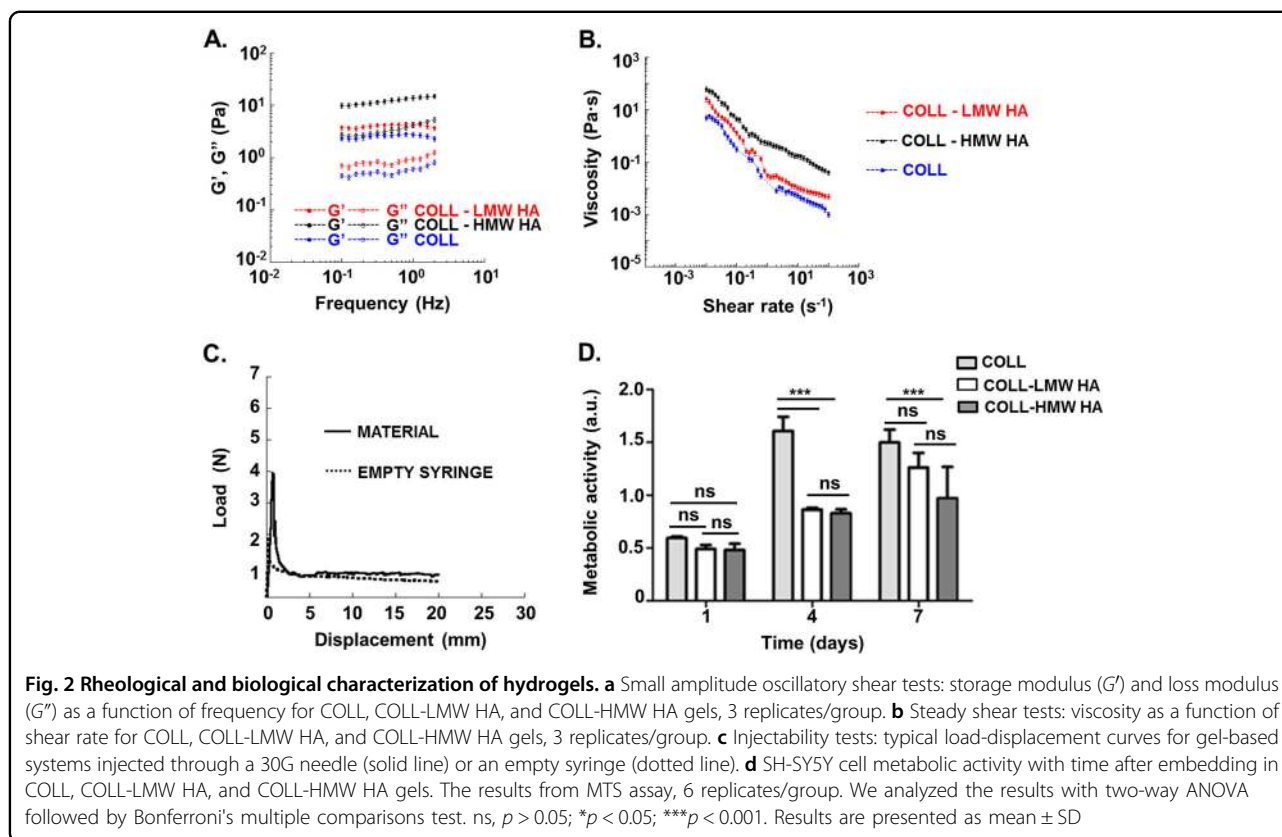 A.
10²
10¹
10⁰
10⁻¹
10⁻²
G', G'' (Pa)
G' G'' COLL - LMW HA
G' G'' COLL - HMW HA
G' G'' COLL
10⁻² 10⁻¹ 10⁰ 10¹
Frequency (Hz)
B.
10³
10¹
10⁻¹
10⁻³
10⁻⁵
Viscosity (Pa·s)
10⁻³ 10⁻¹ 10¹ 10³
Shear rate (s⁻¹)
COLL - LMW HA
COLL - HMW HA
COLL
C.
7
6
5
4
3
2
1
Load (N)
MATERIAL
EMPTY SYRINGE
0 5 10 15 20 25 30
Displacement (mm)
D.
COLL
COLL-LMW HA
COLL-HMW HA
2.0
1.5
1.0
0.5
0
Metabolic activity (a.u.)
ns
ns ns
***
ns
***
ns
ns
1 4 7
Time (days)
Fig. 2 Rheological and biological characterization of hydrogels. a Small amplitude oscillatory shear tests: storage modulus (G′) and loss modulus
(G″) as a function of frequency for COLL, COLL-LMW HA, and COLL-HMW HA gels, 3 replicates/group. b Steady shear tests: viscosity as a function of
shear rate for COLL, COLL-LMW HA, and COLL-HMW HA gels, 3 replicates/group. c Injectability tests: typical load-displacement curves for gel-based
systems injected through a 30G needle (solid line) or an empty syringe (dotted line). d SH-SY5Y cell metabolic activity with time after embedding in
COLL, COLL-LMW HA, and COLL-HMW HA gels. The results from MTS assay, 6 replicates/group. We analyzed the results with two-way ANOVA
followed by Bonferroni's multiple comparisons test. ns, p > 0.05; *p < 0.05; ***p < 0.001. Results are presented as mean ± SD